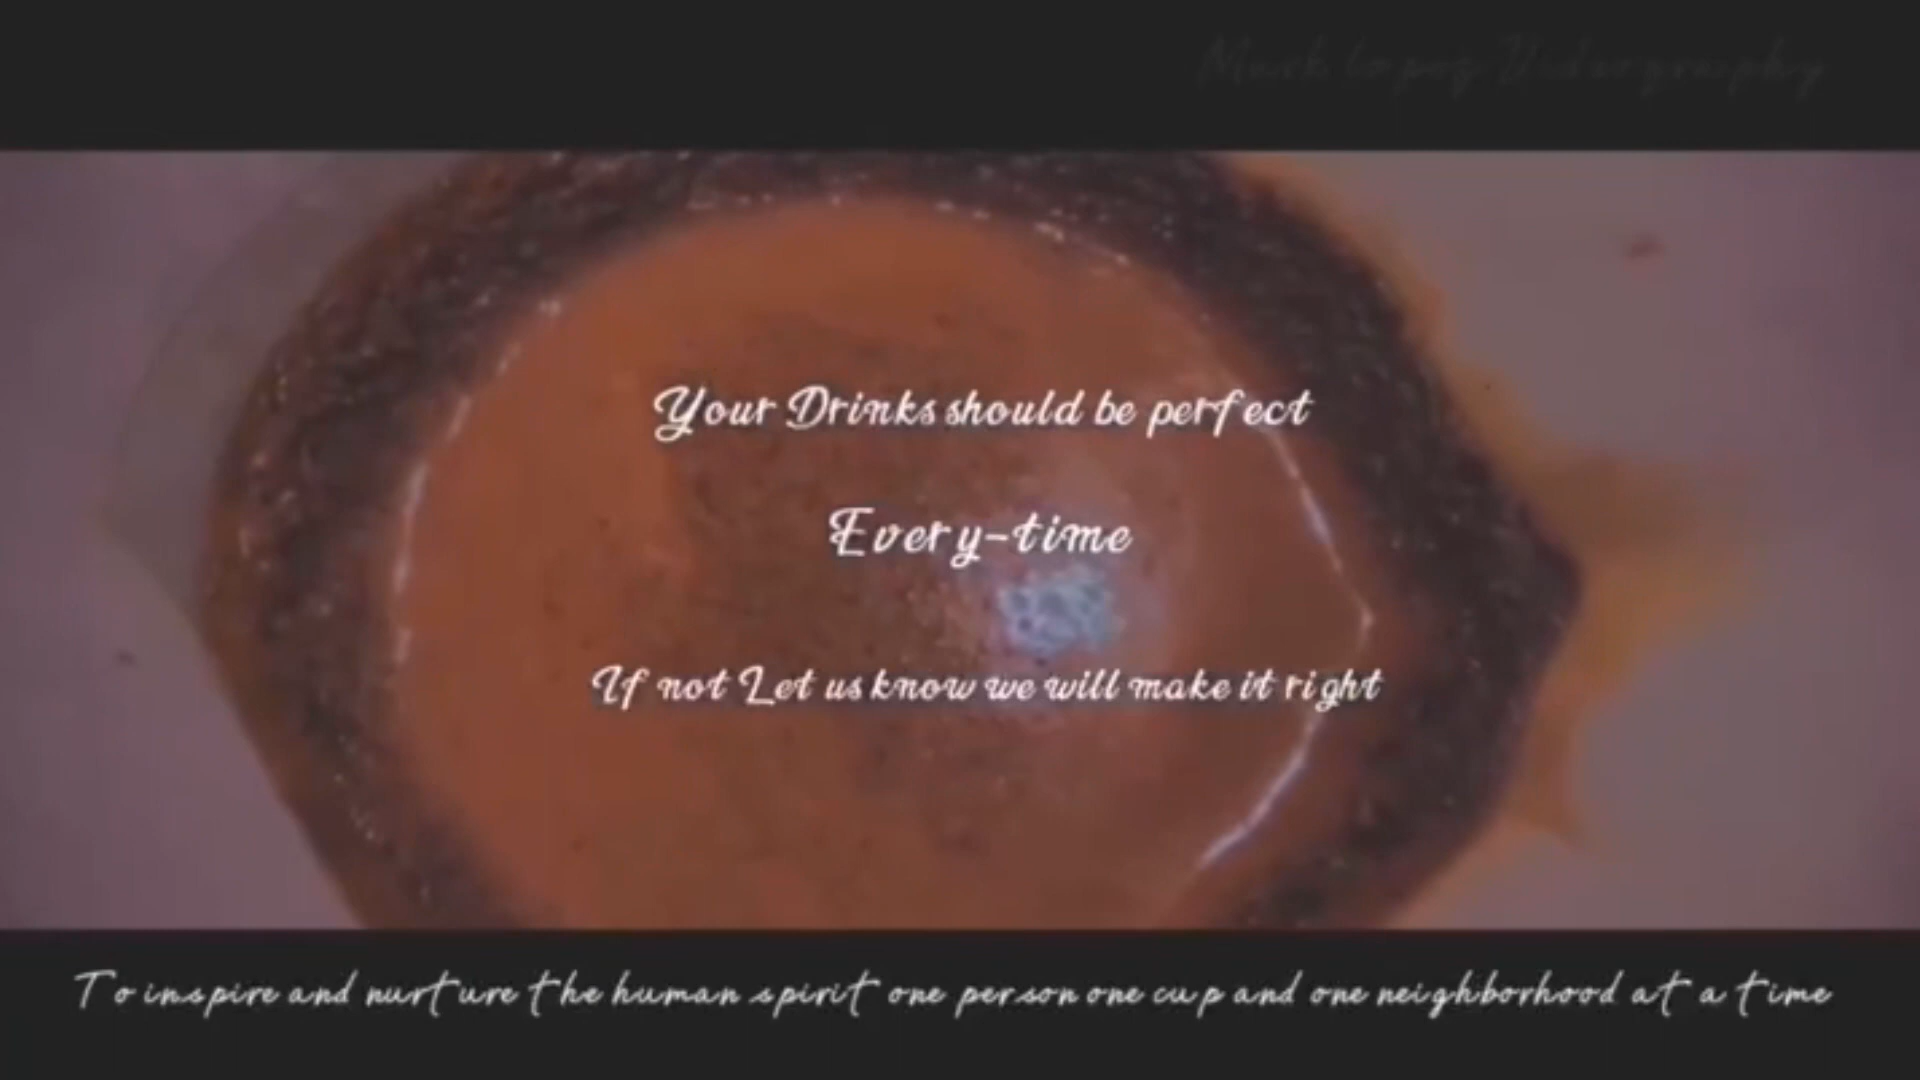 Your Drinks should be perfect
Every-time
If not Let us know we will make it right
To inspire and nurture the human spirit one person one cup and one neighborhood at a time